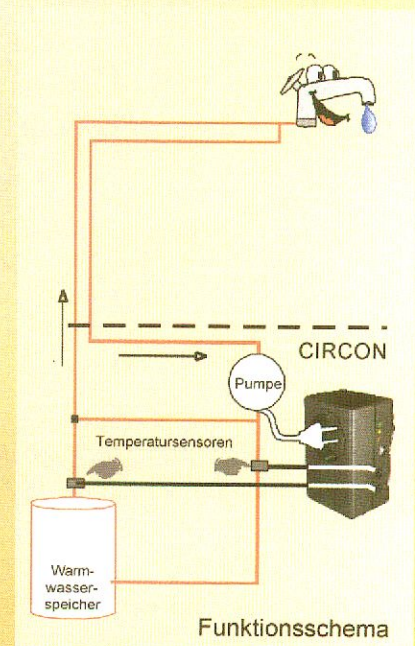 CIRCON
Pumpe
Temperatursensoren
Warm-
wasser-
speicher
Funktionsschema